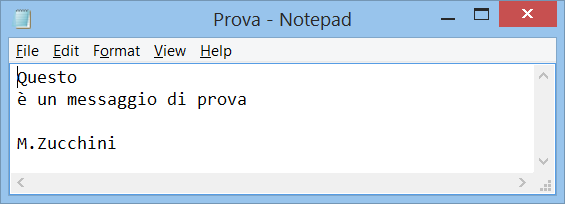 Prova - Notepad
File Edit Format View Help
Questo
è un messaggio di prova

M.Zucchini